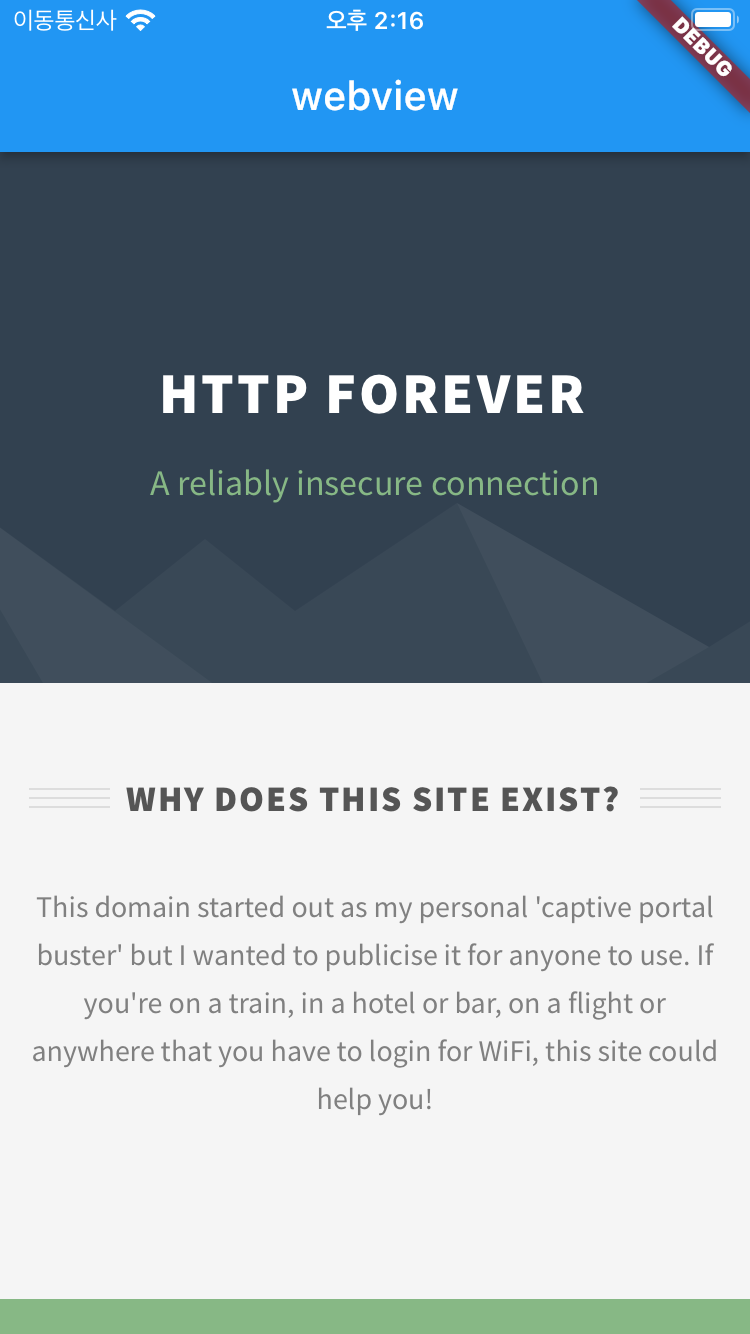 이동통신사 오후 2:16
DEBUG
webview
HTTP FOREVER
A reliably insecure connection
WHY DOES THIS SITE EXIST?
This domain started out as my personal 'captive portal
buster' but I wanted to publicise it for anyone to use. If
you're on a train, in a hotel or bar, on a flight or
anywhere that you have to login for WiFi, this site could
help you!